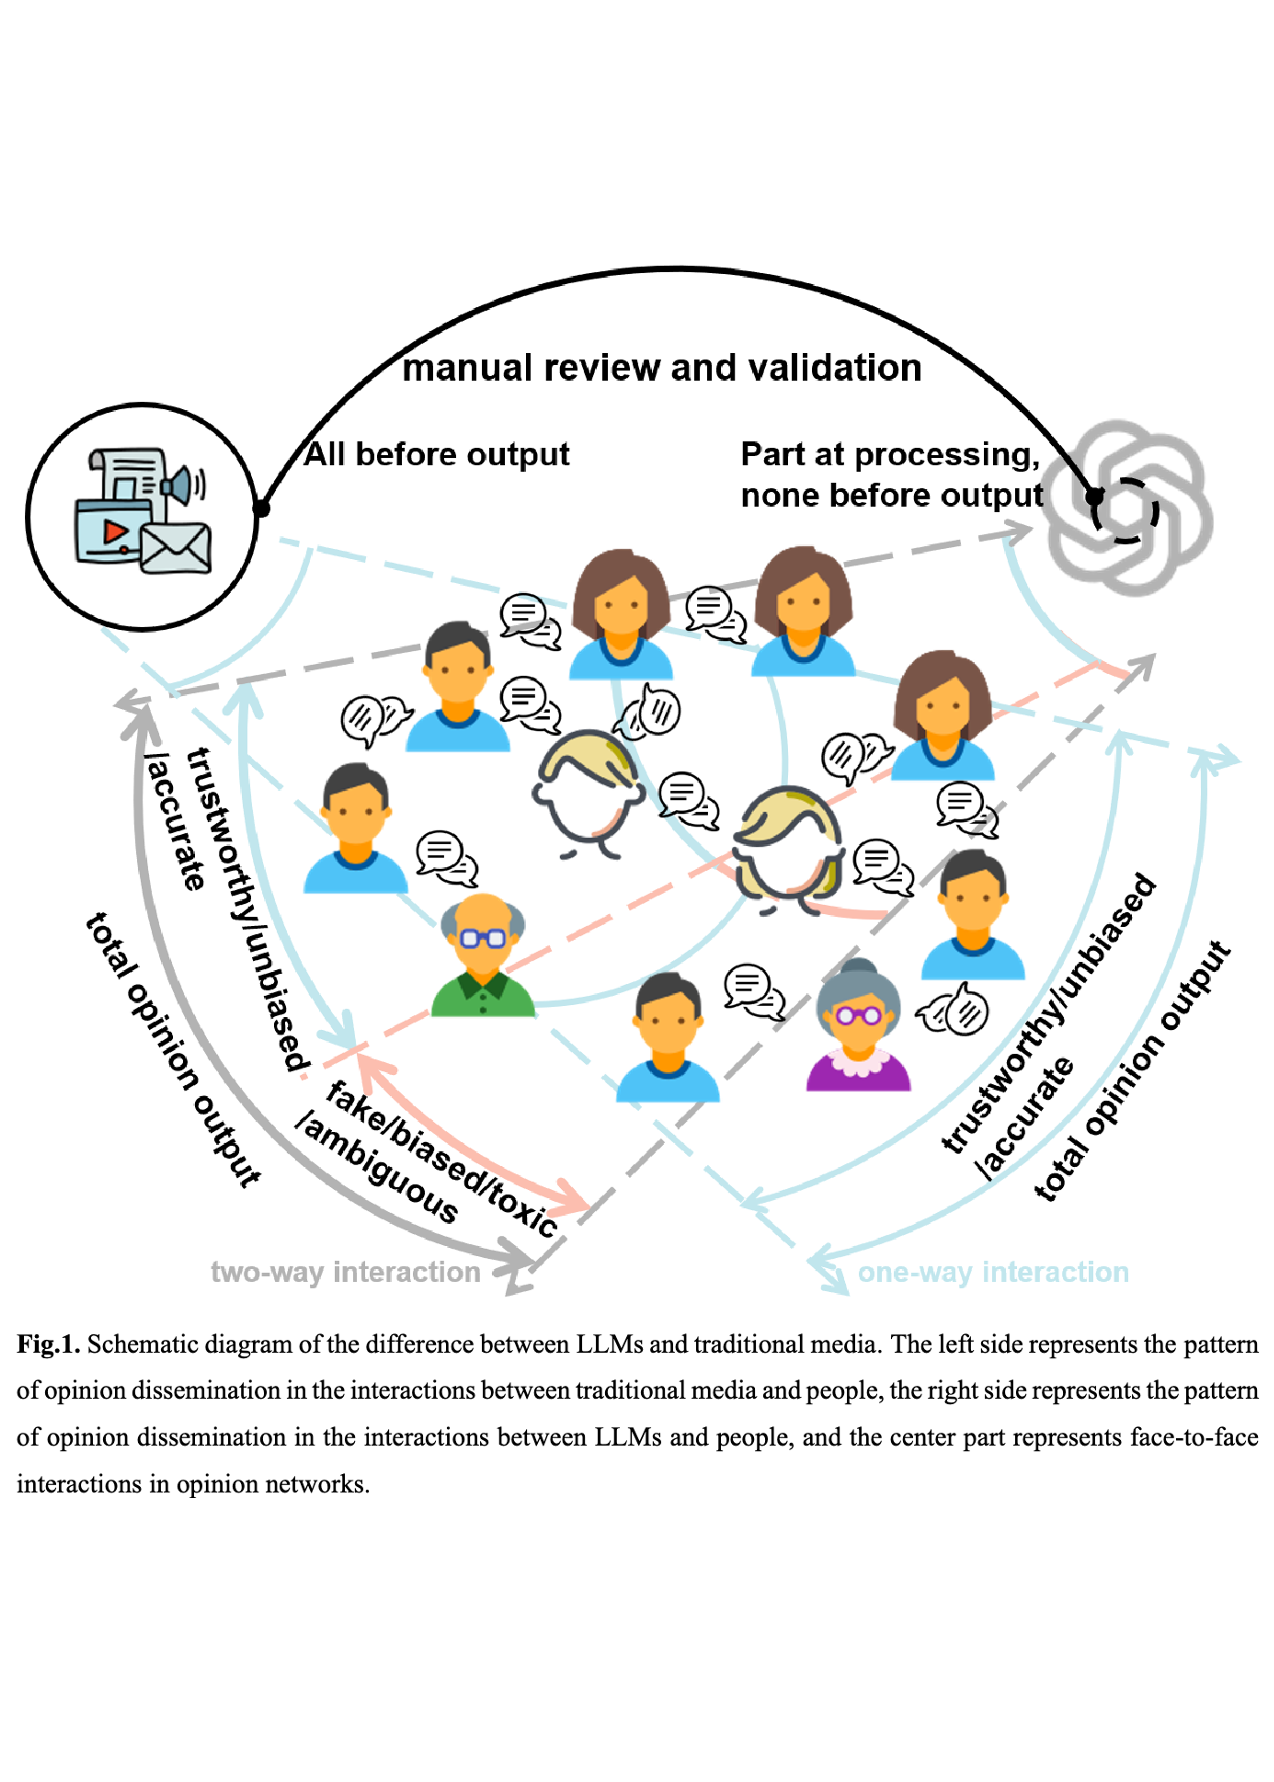 manual review and validation
All before output
Part at processing,
none before output
trustworthy/unbiased
/accurate
total opinion output
fake/biased/toxic
/ambiguous
trustworthy/unbiased
/accurate
total opinion output
two-way interaction
one-way interaction
Fig.1. Schematic diagram of the difference between LLMs and traditional media. The left side represents the pattern
of opinion dissemination in the interactions between traditional media and people, the right side represents the pattern
of opinion dissemination in the interactions between LLMs and people, and the center part represents face-to-face
interactions in opinion networks.